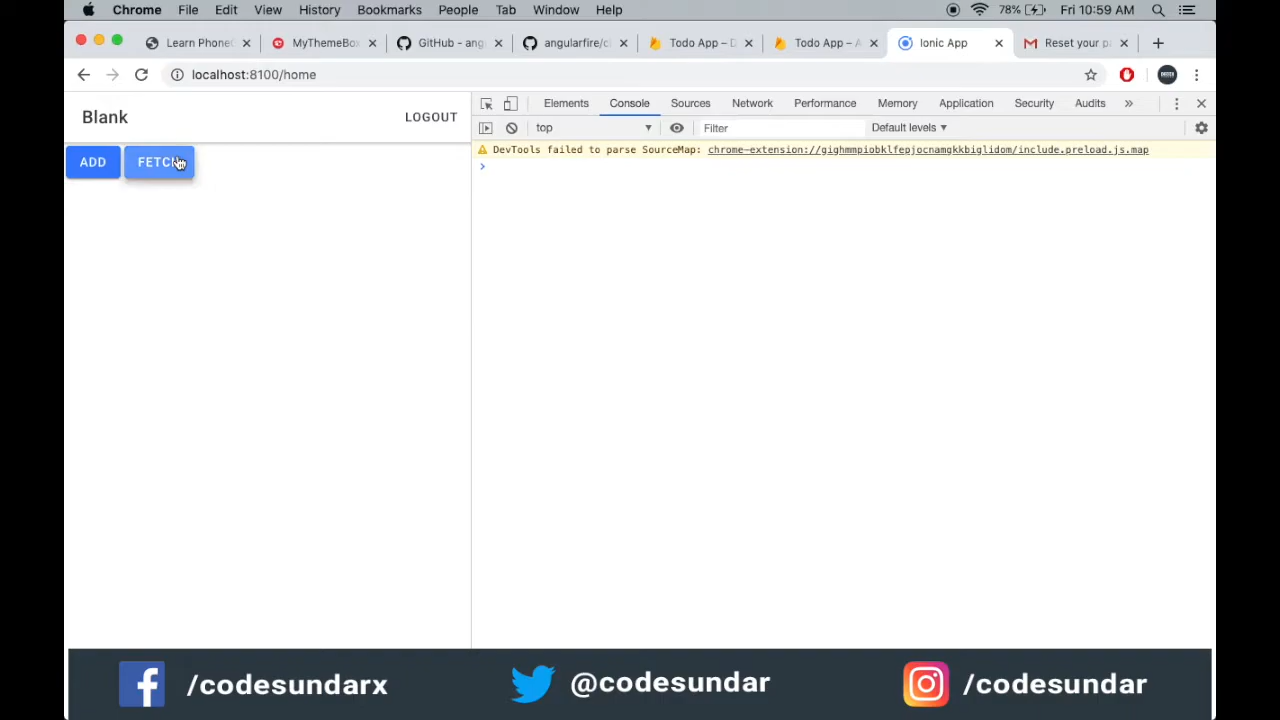 Chrome File Edit View History Bookmarks People Tab Window Help 78% Fri 10:59 AM
Learn PhoneG MyThemeBox GitHub - ang angularfire/c Todo App – D Todo App – A Ionic App Reset your pa
localhost:8100/home
Elements Console Sources Network Performance Memory Application Security Audits »
Blank LOGOUT
top Filter Default levels
DevTools failed to parse SourceMap: chrome-extension://gighmmpiobklfepjocnamgkkbiglidom/include.preload.js.map
ADD
/codesundarx @codesundar /codesundar